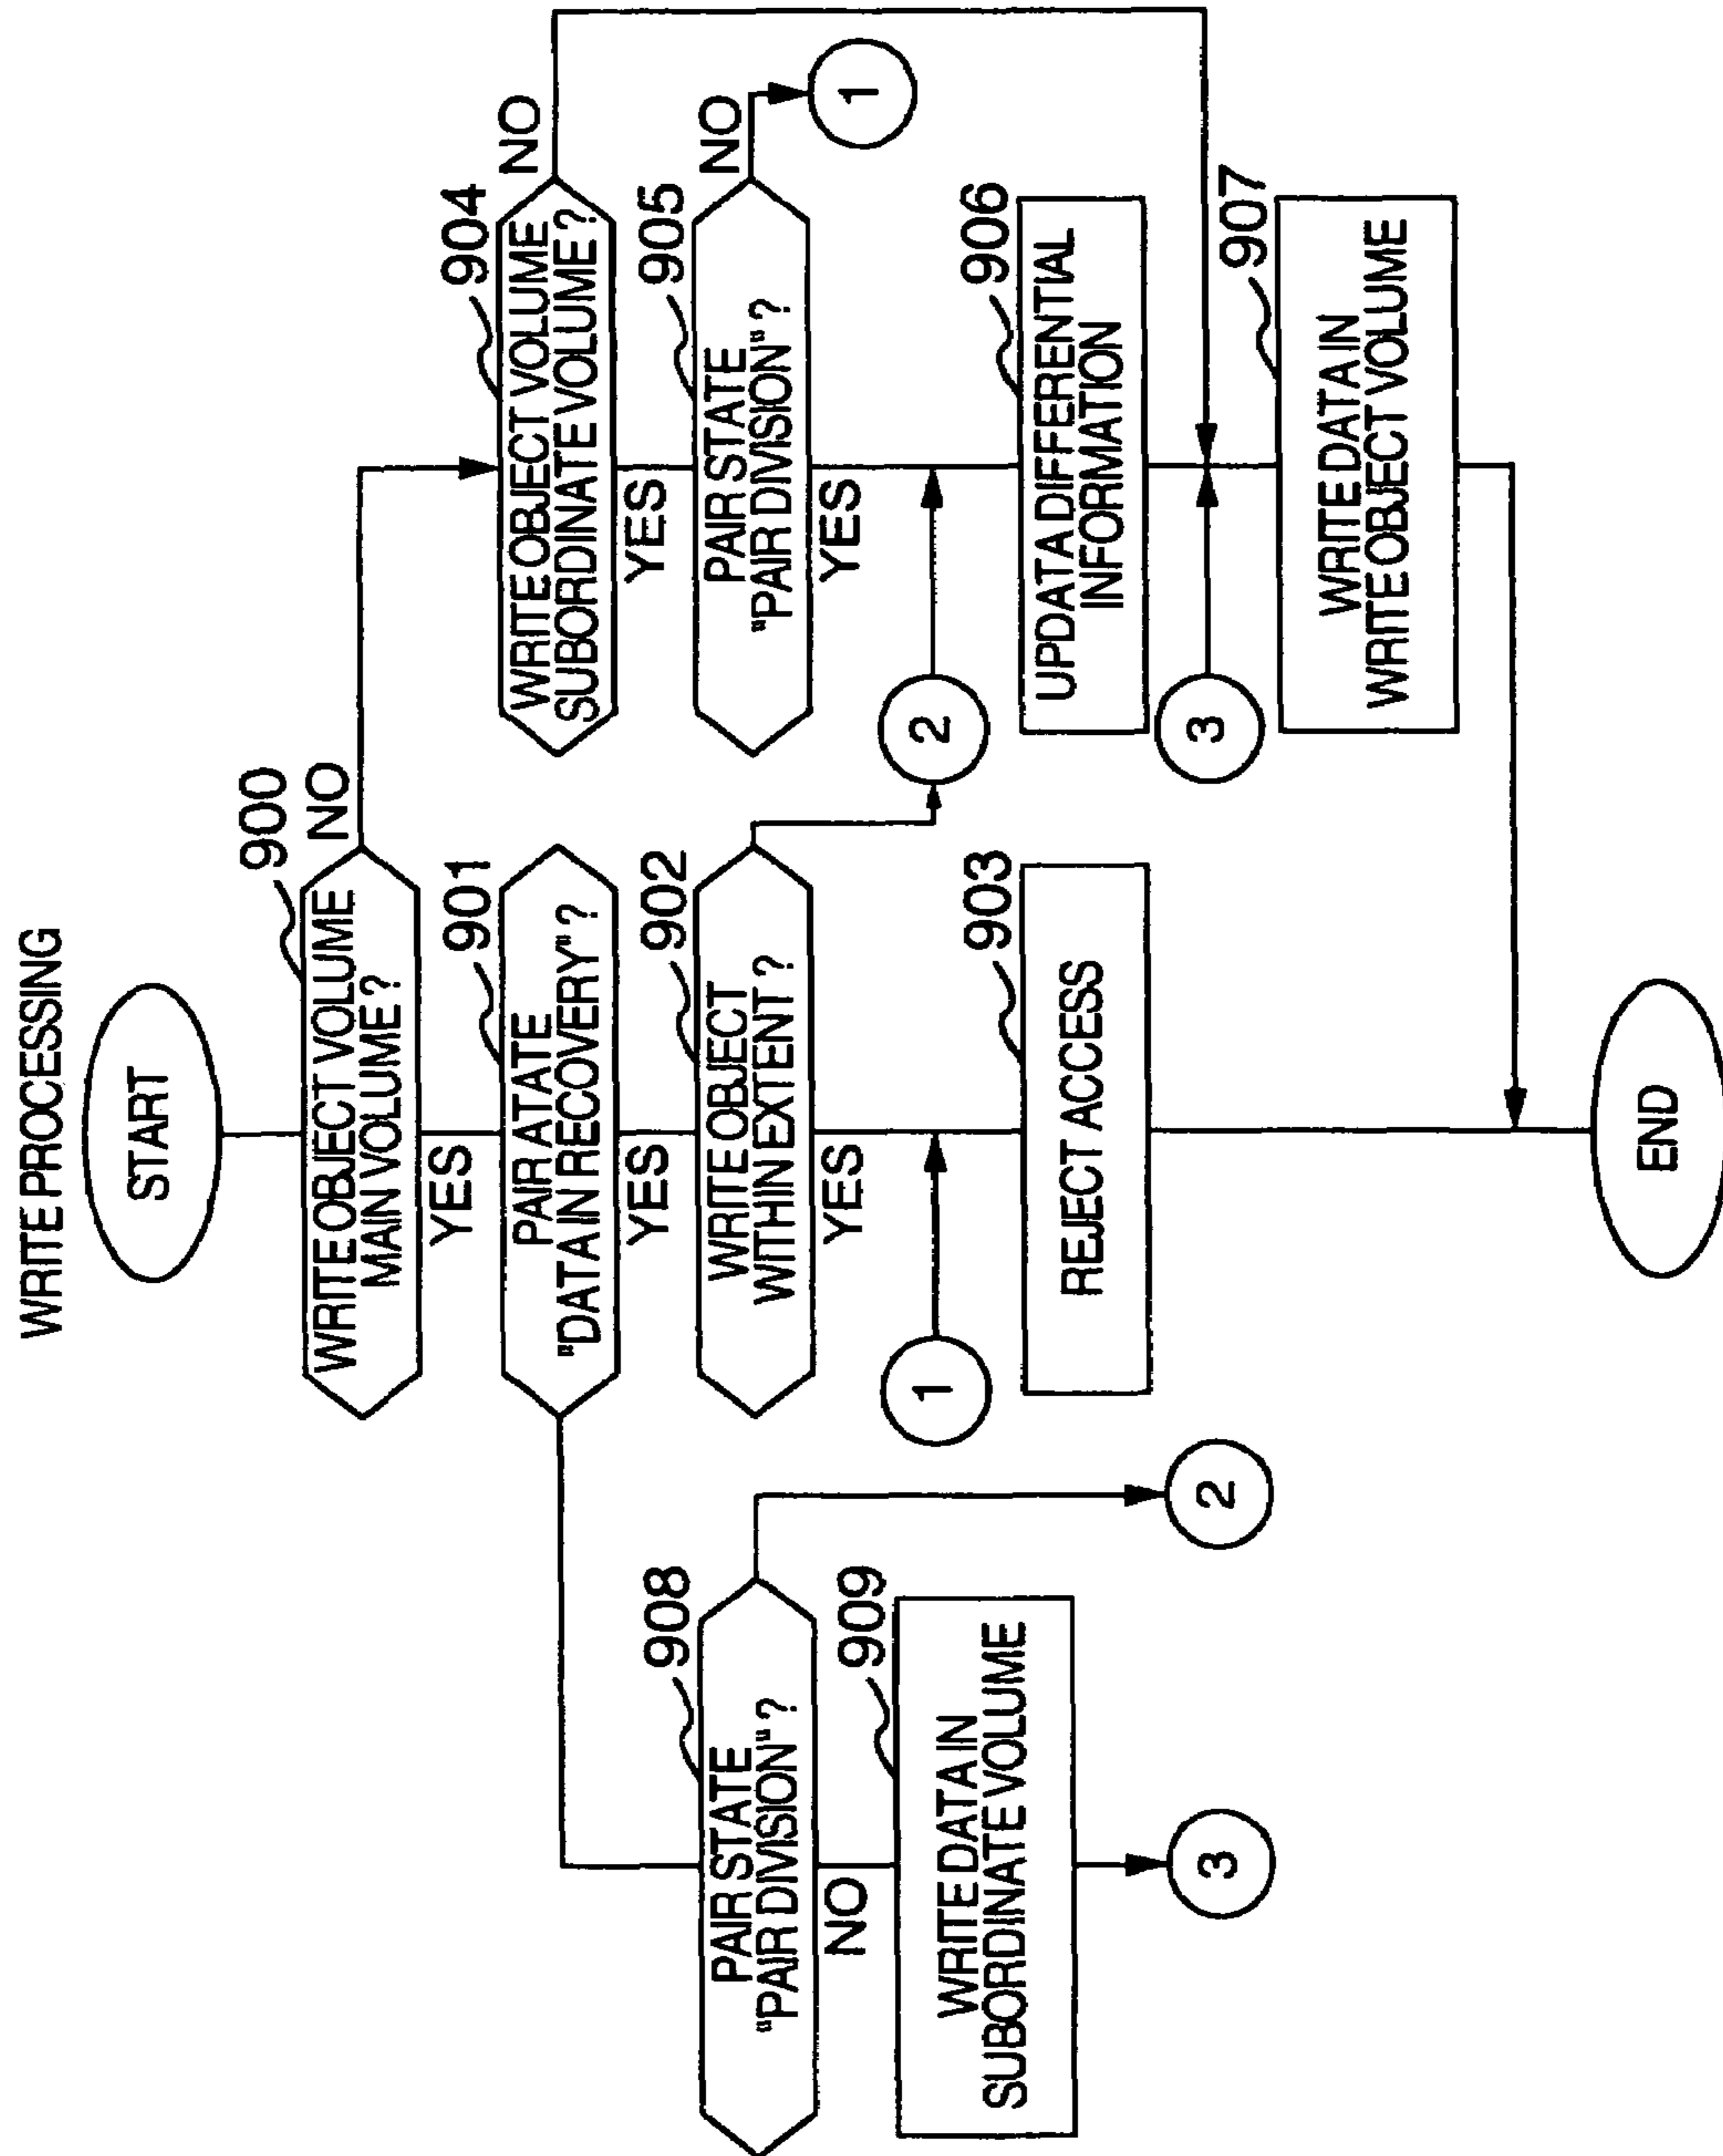 WRITE PROCESSING
START
900
WRITE OBJECT VOLUME
MAIN VOLUME ?
NO
YES
901
PAIR ATATE
"DATA IN RECOVERY" ?
YES
902
WRITE OBJECT
WITHIN EXTENT ?
YES
1
903
REJECT ACCESS
END
904
WRITE OBJECT VOLUME
SUBORDINATE VOLUME ?
NO
YES
905
PAIR STATE
"PAIR DIVISION" ?
NO
1
YES
2
906
UPDATA DIFFERENTIAL
INFORMATION
3
907
WRITE DATA IN
WRITE OBJECT VOLUME
908
PAIR STATE
"PAIR DIVISION" ?
NO
2
909
WRITE DATA IN
SUBORDINATE VOLUME
3